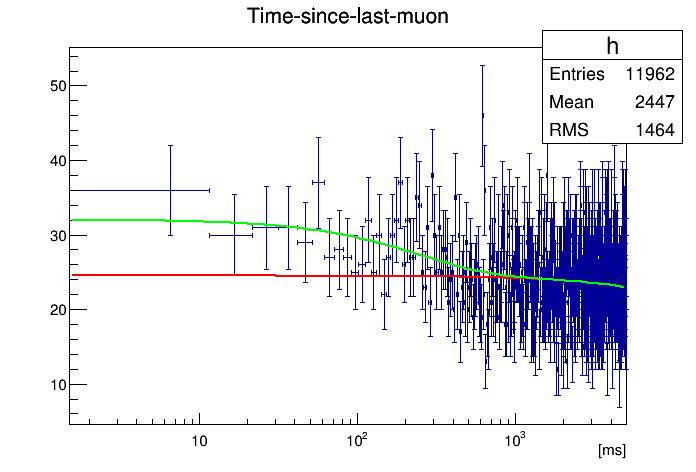 Time-since-last-muon
h
Entries 11962
Mean 2447
RMS 1464
50
40
30
20
10
10 10² 10³
[ms]